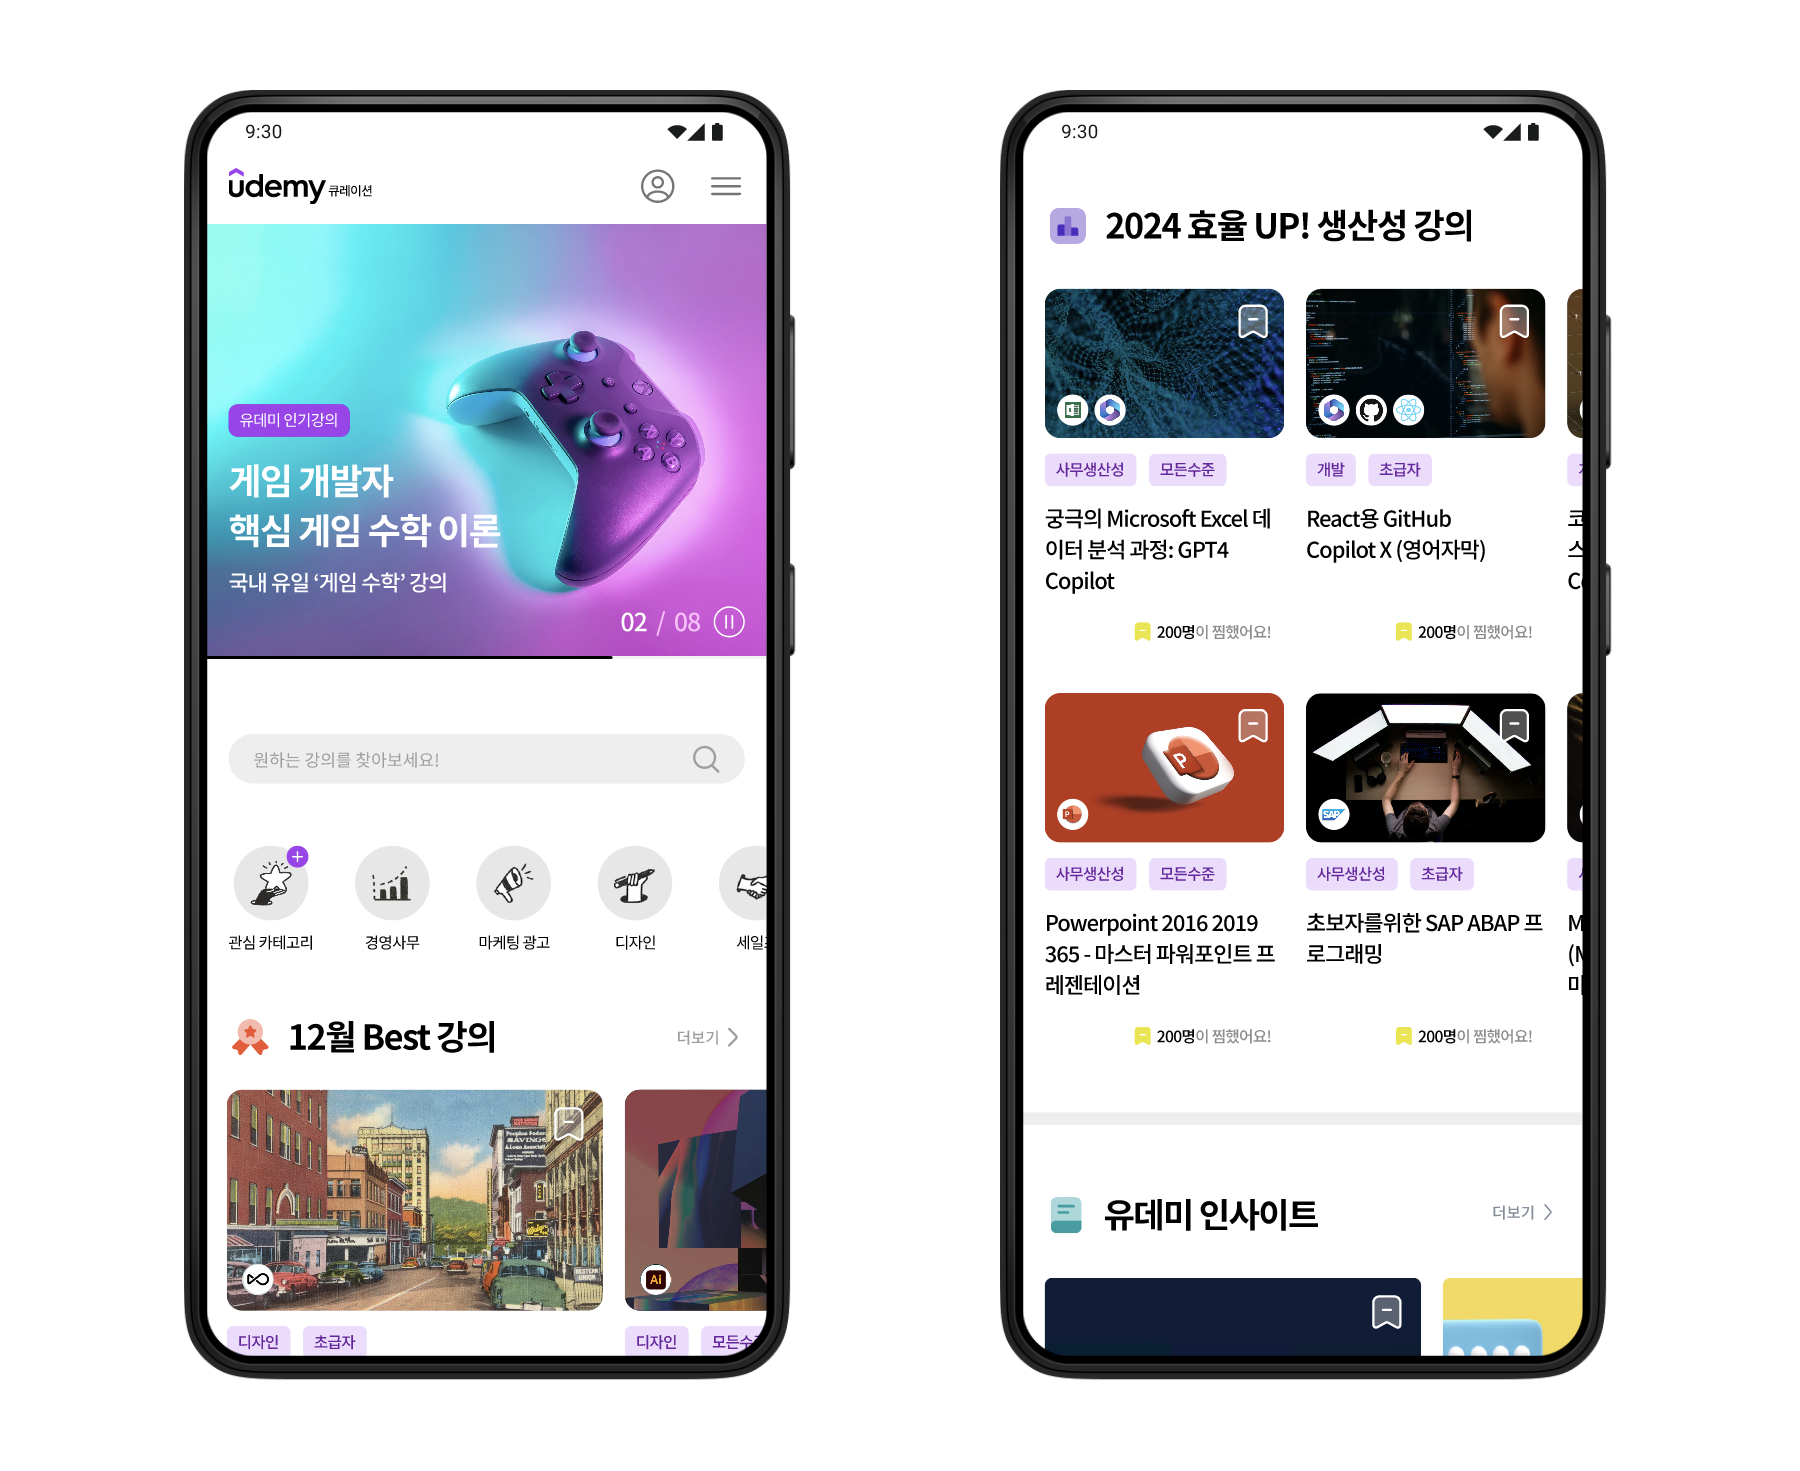 9:30
udemy 큐레이션
유데미 인기강의
게임 개발자
핵심 게임 수학 이론
국내 유일 ‘게임 수학’ 강의
02 / 08
원하는 강의를 찾아보세요!
관심 카테고리
경영사무
마케팅 광고
디자인
세일
12월 Best 강의
더보기
Ai
디자인
초급자
디자인
모든수
9:30
2024 효율 UP! 생산성 강의
사무생산성
모든수준
개발
초급자
궁극의 Microsoft Excel 데
이터 분석 과정: GPT4
Copilot
React용 GitHub
Copilot X (영어자막)
200명이 찜했어요!
200명이 찜했어요!
P
P
SAP
사무생산성
모든수준
사무생산성
초급자
Powerpoint 2016 2019
365 - 마스터 파워포인트 프
레젠테이션
초보자를위한 SAP ABAP 프
로그래밍
200명이 찜했어요!
200명이 찜했어요!
유데미 인사이트
더보기